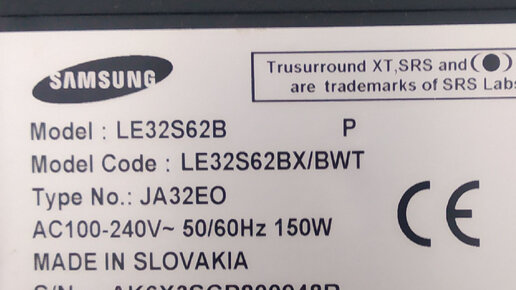 SAMSUNG
Trusurround XT,SRS and
are trademarks of SRS Labs
Model : LE32S62B P
Model Code : LE32S62BX/BWT
Type No.: JA32EO
AC100-240V~ 50/60Hz 150W
CE
MADE IN SLOVAKIA